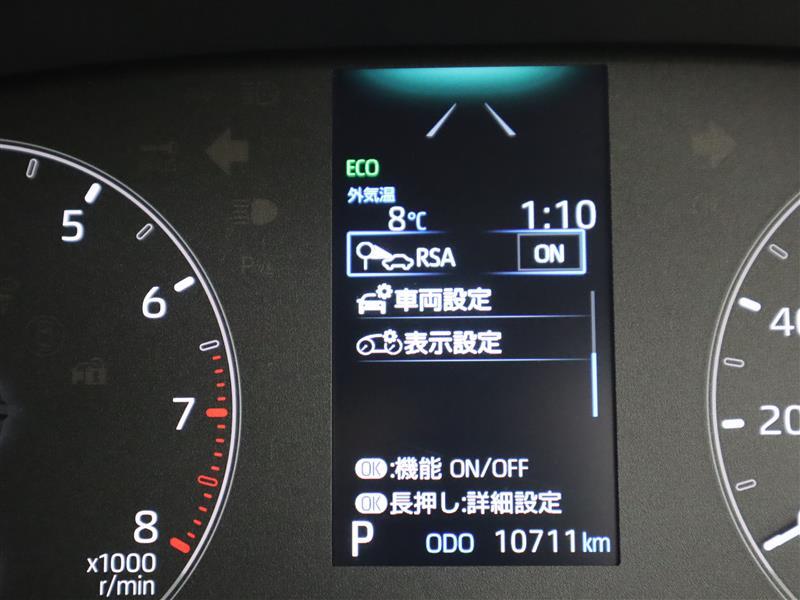 ECO
外気温
8℃ 1:10
RSA ON
車両設定
表示設定
OK:機能 ON/OFF
OK長押し:詳細設定
P ODO 10711km
5
6
7
8
x1000
r/min
40
20